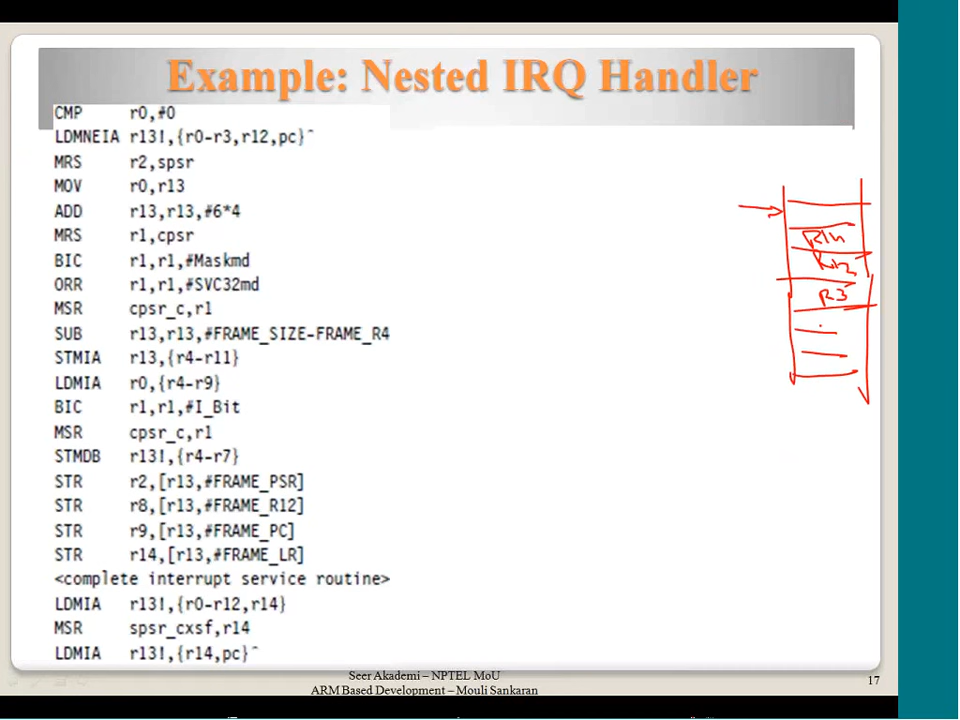 Example: Nested IRQ Handler
CMP r0,#0
LDMNEIA r13!,{r0-r3,r12,pc}^
MRS r2,spsr
MOV r0,r13
ADD r13,r13,#6*4
MRS r1,cpsr
BIC r1,r1,#Maskmd
ORR r1,r1,#SVC32md
MSR cpsr_c,r1
SUB r13,r13,#FRAME_SIZE-FRAME_R4
STMIA r13,{r4-r11}
LDMIA r0,{r4-r9}
BIC r1,r1,#I_Bit
MSR cpsr_c,r1
STMDB r13!,{r4-r7}
STR r2,[r13,#FRAME_PSR]
STR r8,[r13,#FRAME_R12]
STR r9,[r13,#FRAME_PC]
STR r14,[r13,#FRAME_LR]
<complete interrupt service routine>
LDMIA r13!,{r0-r12,r14}
MSR spsr_cxsf,r14
LDMIA r13!,{r14,pc}^
R14
R12
R3
Seer Akademi – NPTEL MoU
ARM Based Development – Mouli Sankaran
17